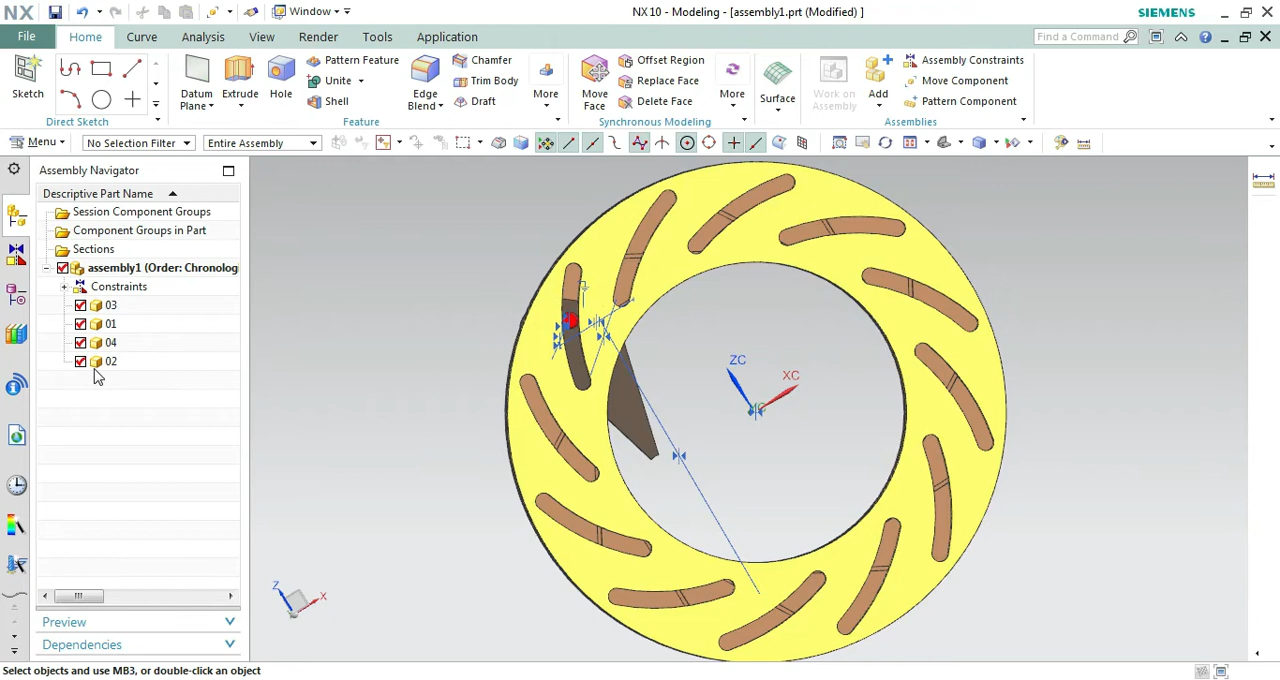 NX Window NX 10 - Modeling - [assembly1.prt (Modified) ] SIEMENS
File Home Curve Analysis View Render Tools Application Find a Command
Sketch Datum Plane Extrude Hole Pattern Feature Unite Shell Edge Blend Chamfer Trim Body Draft More Move Face Offset Region Replace Face Delete Face More Surface Work on Assembly Add Assembly Constraints Move Component Pattern Component
Direct Sketch Feature Synchronous Modeling Assemblies
Menu No Selection Filter Entire Assembly
Assembly Navigator
Descriptive Part Name
Session Component Groups
Component Groups in Part
Sections
assembly1 (Order: Chronologi
Constraints
03
01
04
02
ZC XC
Z X
Preview
Dependencies
Select objects and use MB3, or double-click an object